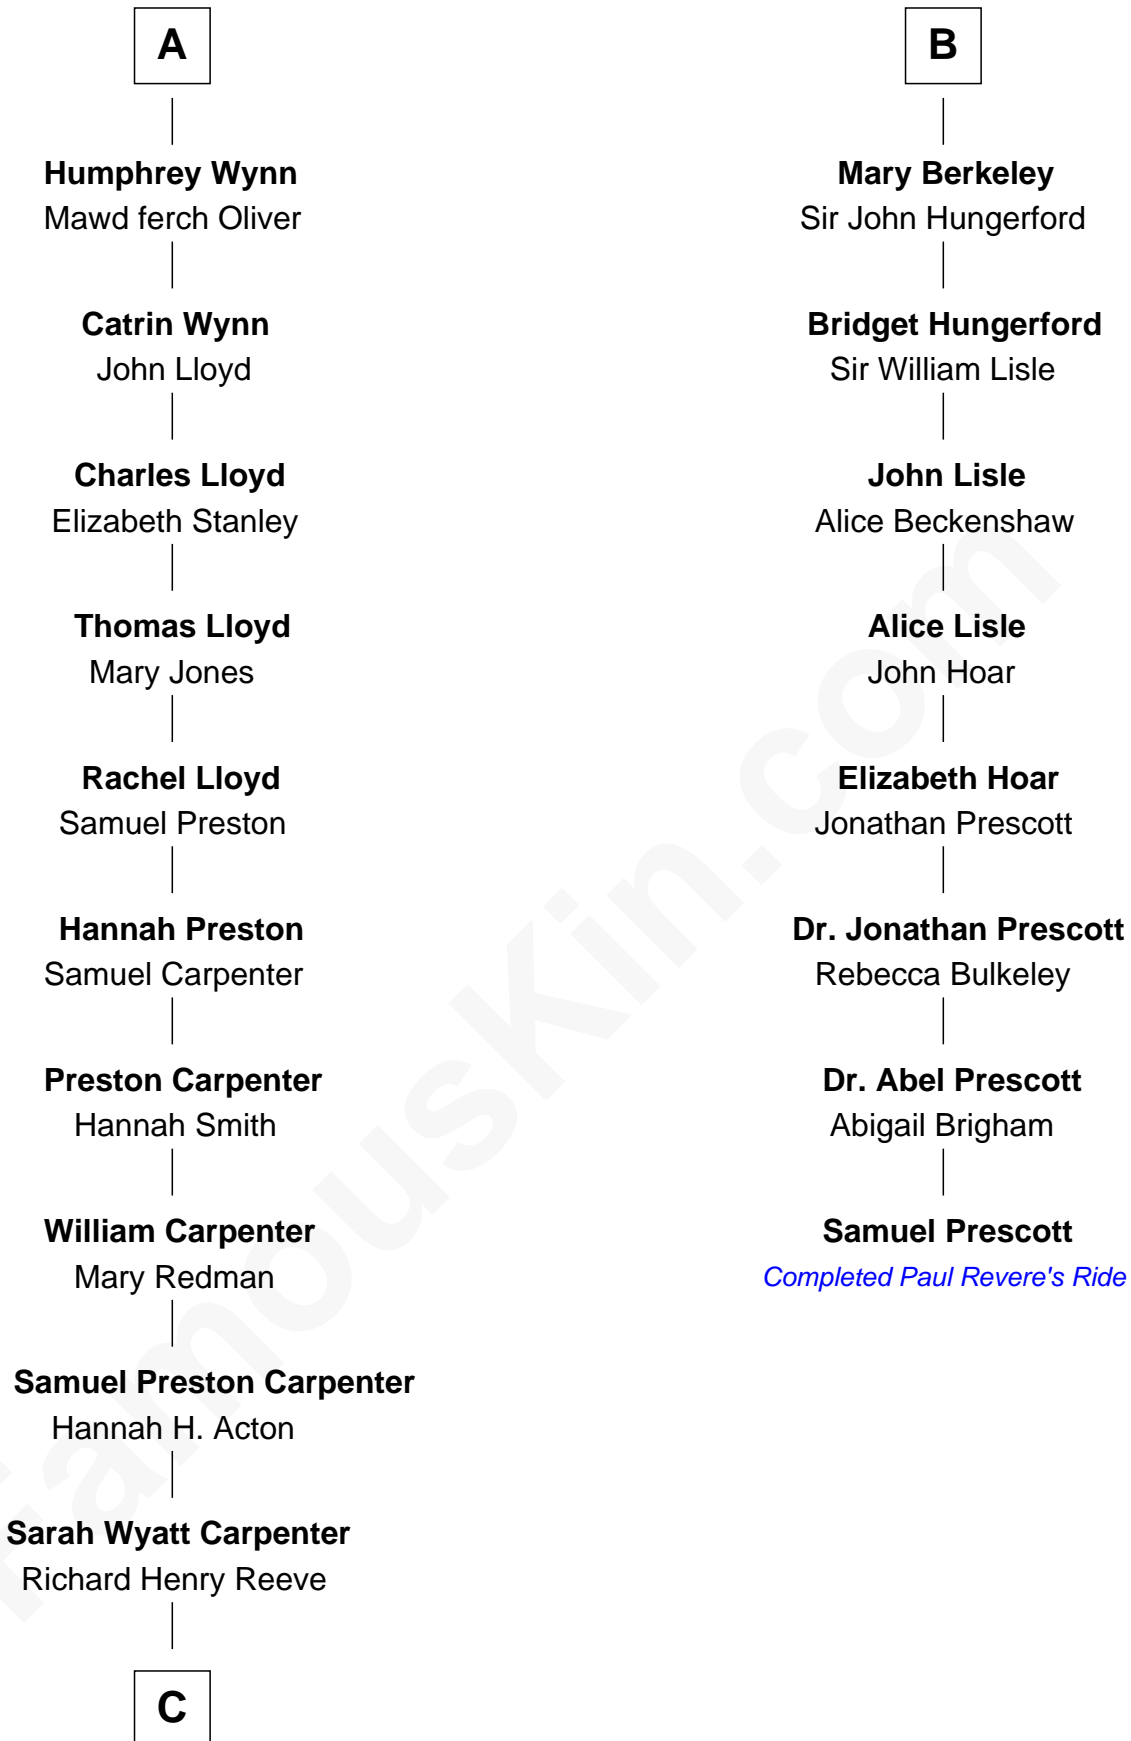 A
Humphrey Wynn
Mawd ferch Oliver
Catrin Wynn
John Lloyd
Charles Lloyd
Elizabeth Stanley
Thomas Lloyd
Mary Jones
Rachel Lloyd
Samuel Preston
Hannah Preston
Samuel Carpenter
Preston Carpenter
Hannah Smith
William Carpenter
Mary Redman
Samuel Preston Carpenter
Hannah H. Acton
Sarah Wyatt Carpenter
Richard Henry Reeve
C
B
Mary Berkeley
Sir John Hungerford
Bridget Hungerford
Sir William Lisle
John Lisle
Alice Beckenshaw
Alice Lisle
John Hoar
Elizabeth Hoar
Jonathan Prescott
Dr. Jonathan Prescott
Rebecca Bulkeley
Dr. Abel Prescott
Abigail Brigham
Samuel Prescott
Completed Paul Revere's Ride
FamousKin.com